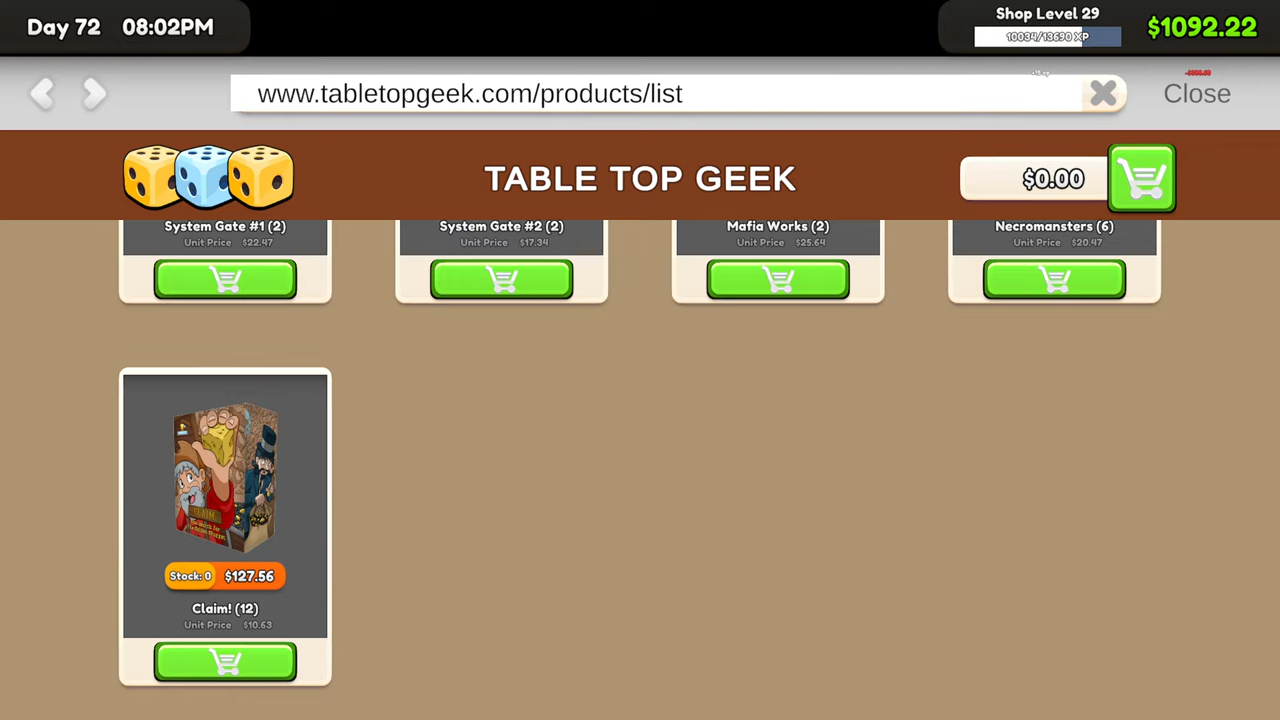 Day 72 08:02PM
Shop Level 29
10034/13690 XP
$1092.22
www.tabletopgeek.com/products/list
Close
TABLE TOP GEEK
$0.00
System Gate #1 (2)
Unit Price $22.47
System Gate #2 (2)
Unit Price $17.34
Mafia Works (2)
Unit Price $25.64
Necromansters (6)
Unit Price $20.47
CLAIM
Stock: 0 $127.56
Claim! (12)
Unit Price $10.63